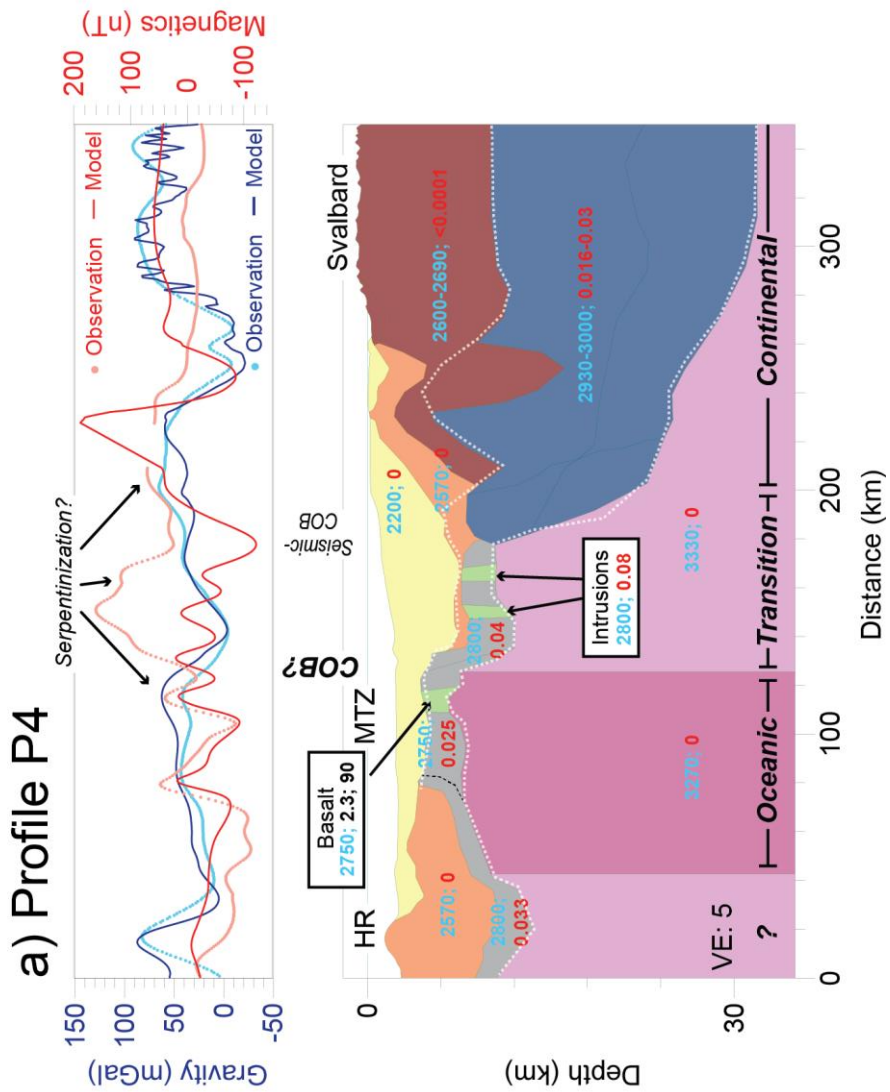 a) Profile P4
Gravity (mGal)
150
100
50
0
-50
Magnetics (nT)
200
100
0
-100
Serpentinization?
Observation — Model
Observation — Model
HR
MTZ
COB?
Seismic-
COB
Svalbard
Basalt
2750; 2.3; 90
2200; 0
2570; 0
2600-2690; <0.0001
2930-3000; 0.016-0.03
2570; 0
2750;
0.025
2800;
0.033
2800;
0.04
Intrusions
2800; 0.08
3270; 0
3330; 0
VE: 5
?
Oceanic
Transition
Continental
Depth (km)
0
30
0
100
200
300
Distance (km)